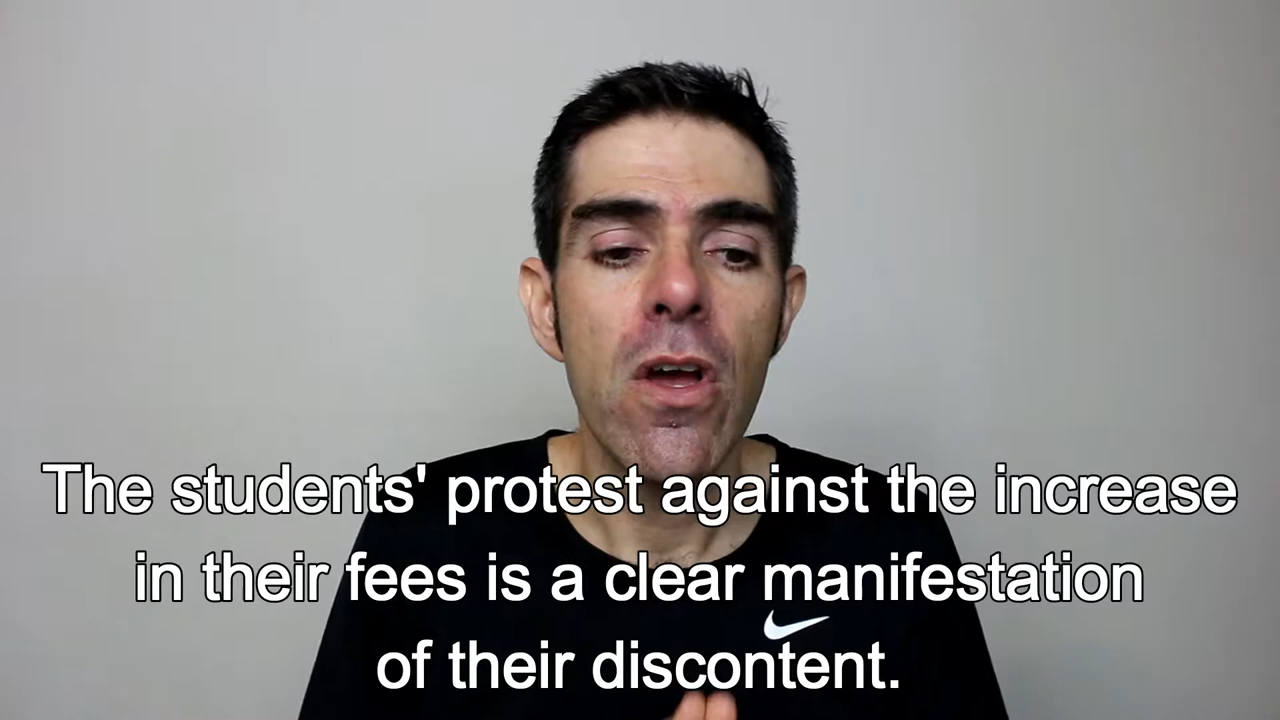 The students' protest against the increase
in their fees is a clear manifestation
of their discontent.